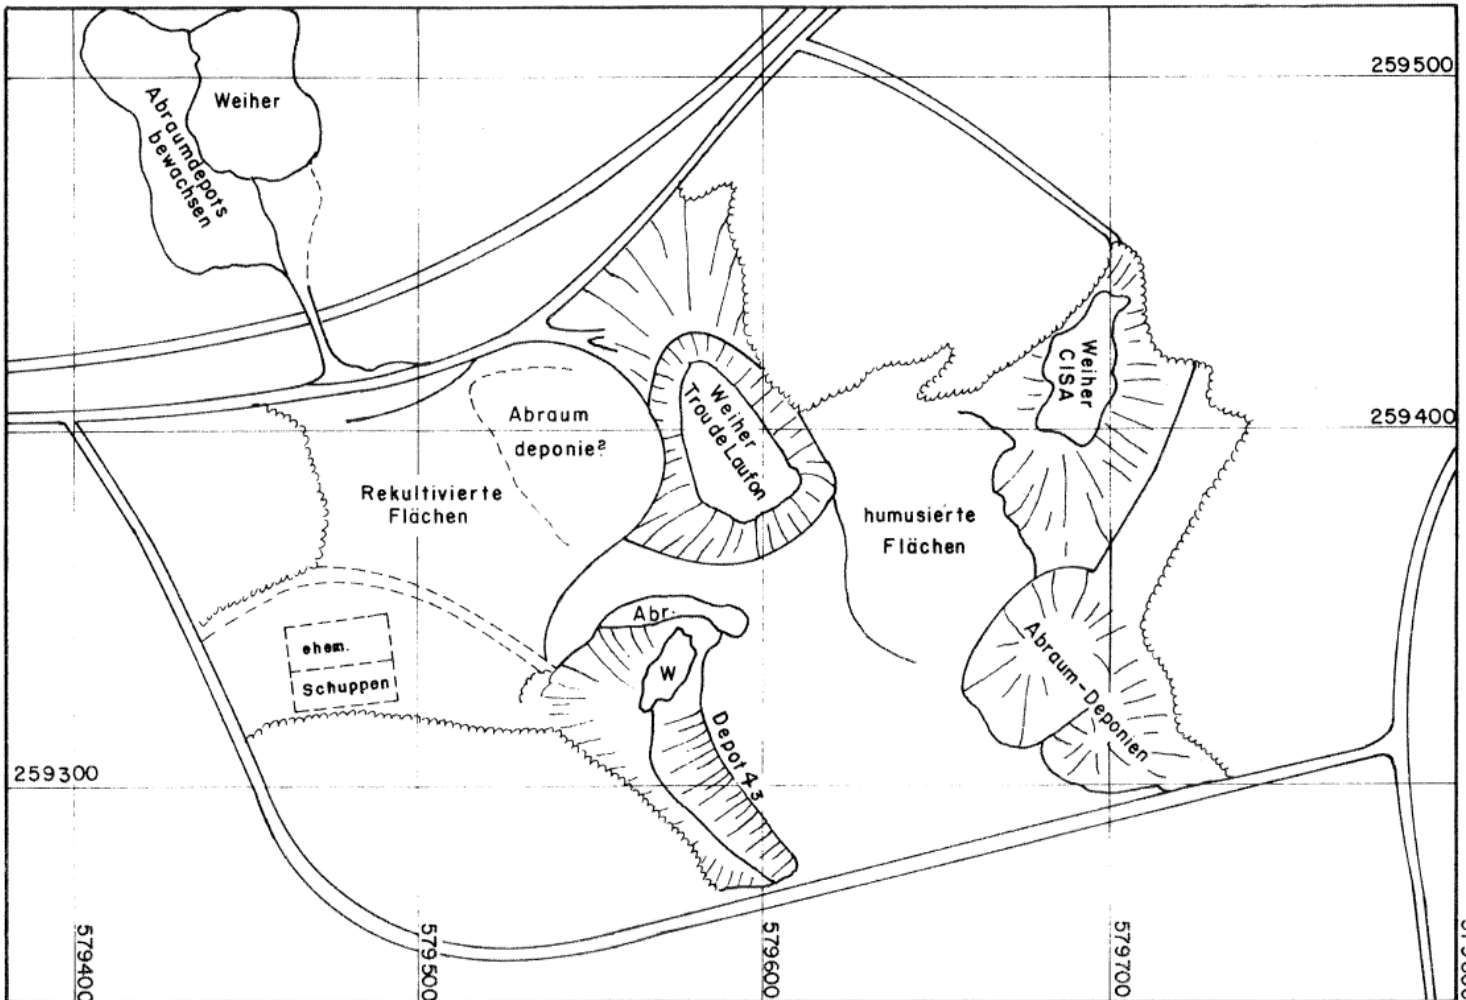 259500
Weiher
Abraumdepots
bewachsen
Weiher
CISA
Weiher
Trou de Laufon
259400
Abraum
deponie?
Rekultivierte
Flächen
humusierte
Flächen
Abr.
ehem.
Schuppen
W
Abraum-Deponien
Depot 4
3
259300
579400
579500
579600
579700